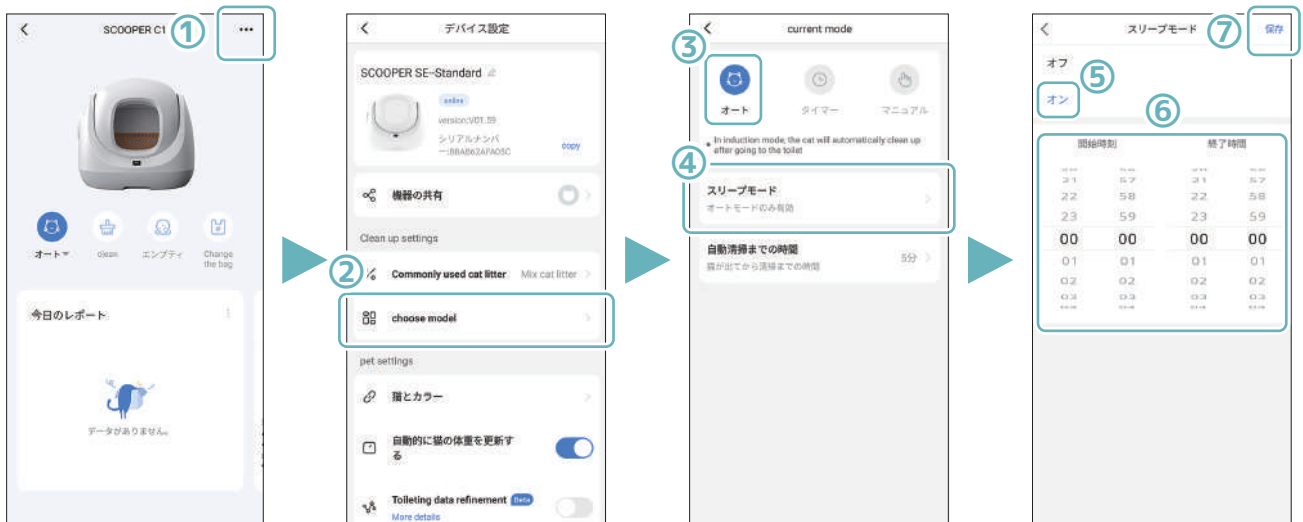 SCOOPER C1
①
•••
オート▼
clean
エンプティ
Change
the bag
今日のレポート
1
データがありません。
デバイス設定
SCOOPER SE-Standard
online
version:V01.59
シリアルナンバ
copy
機器の共有
Clean up settings
②
Commonly used cat litter
Mix cat litter
choose model
pet settings
猫とカラー
自動的に猫の体重を更新す
る
Toileting data refinement
Beta
More details
current mode
③
オート
タイマー
マニュアル
In induction mode, the cat will automatically clean up
after going to the toilet
④
スリープモード
オートモードのみ有効
自動清掃までの時間
猫が出てから清掃までの時間
5分
スリープモード
⑦
保存
オフ
⑤
オン
⑥
開始時刻
終了時間
21 57 21 57
22 58 22 58
23 59 23 59
00 00 00 00
01 01 01 01
02 02 02 02
03 03 03 03